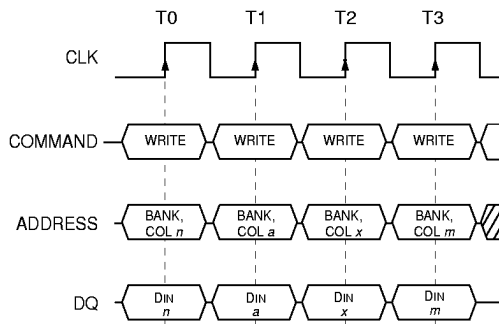 T0 T1 T2 T3
CLK
COMMAND WRITE WRITE WRITE WRITE
ADDRESS BANK, COL n BANK, COL a BANK, COL x BANK, COL m
DQ DIN n DIN a DIN x DIN m